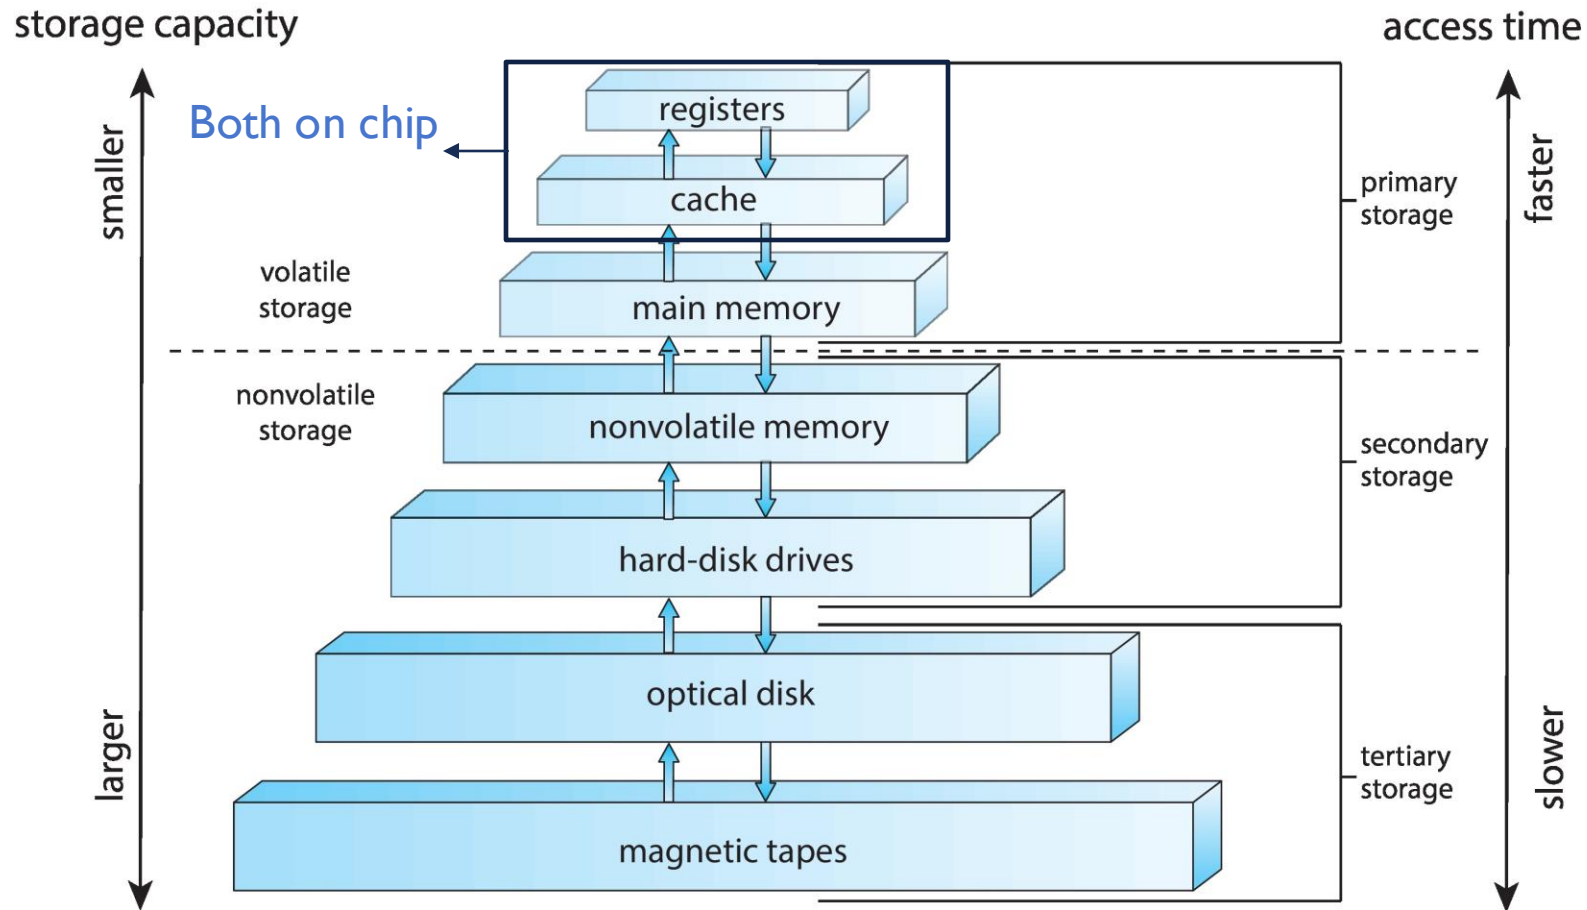 storage capacity
access time
smaller
larger
Both on chip
registers
cache
main memory
volatile
storage
nonvolatile
storage
nonvolatile memory
hard-disk drives
optical disk
magnetic tapes
primary
storage
secondary
storage
tertiary
storage
faster
slower